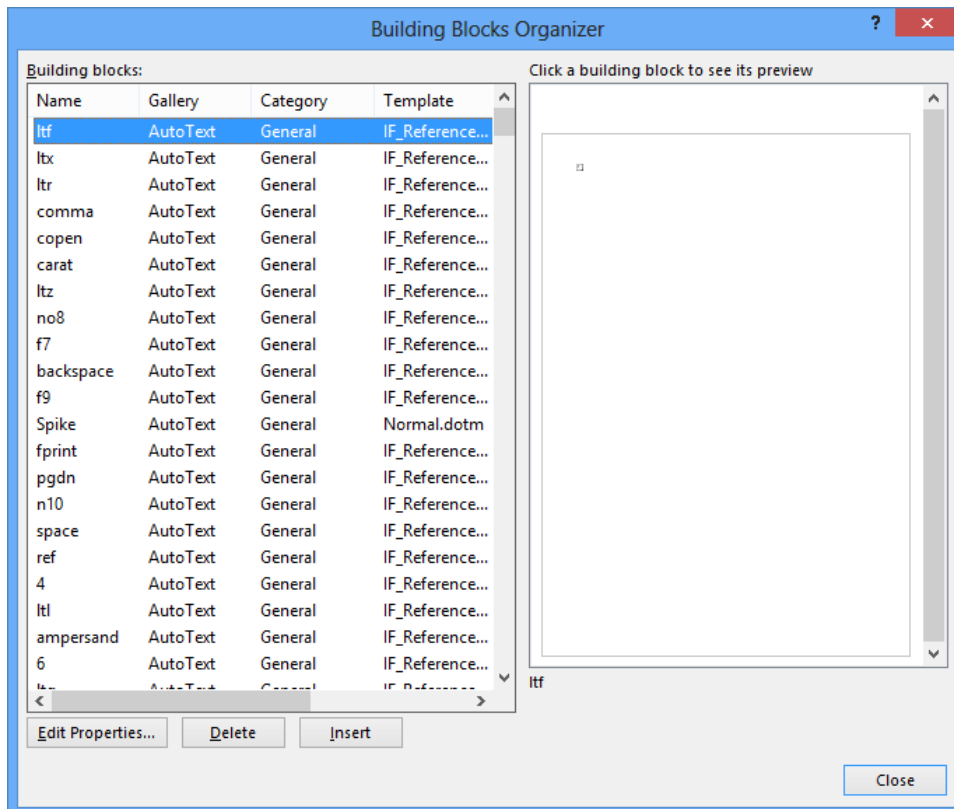 Building Blocks Organizer
?
Building blocks: Click a building block to see its preview
Name Gallery Category Template
ltf AutoText General IF_Reference...
ltx AutoText General IF_Reference...
ltr AutoText General IF_Reference...
comma AutoText General IF_Reference...
copen AutoText General IF_Reference...
carat AutoText General IF_Reference...
ltz AutoText General IF_Reference...
no8 AutoText General IF_Reference...
f7 AutoText General IF_Reference...
backspace AutoText General IF_Reference...
f9 AutoText General IF_Reference...
Spike AutoText General Normal.dotm
fprint AutoText General IF_Reference...
pgdn AutoText General IF_Reference...
n10 AutoText General IF_Reference...
space AutoText General IF_Reference...
ref AutoText General IF_Reference...
4 AutoText General IF_Reference...
ltl AutoText General IF_Reference...
ampersand AutoText General IF_Reference...
6 AutoText General IF_Reference...
AutoText General IF_Reference...
ltf
Edit Properties... Delete Insert
Close